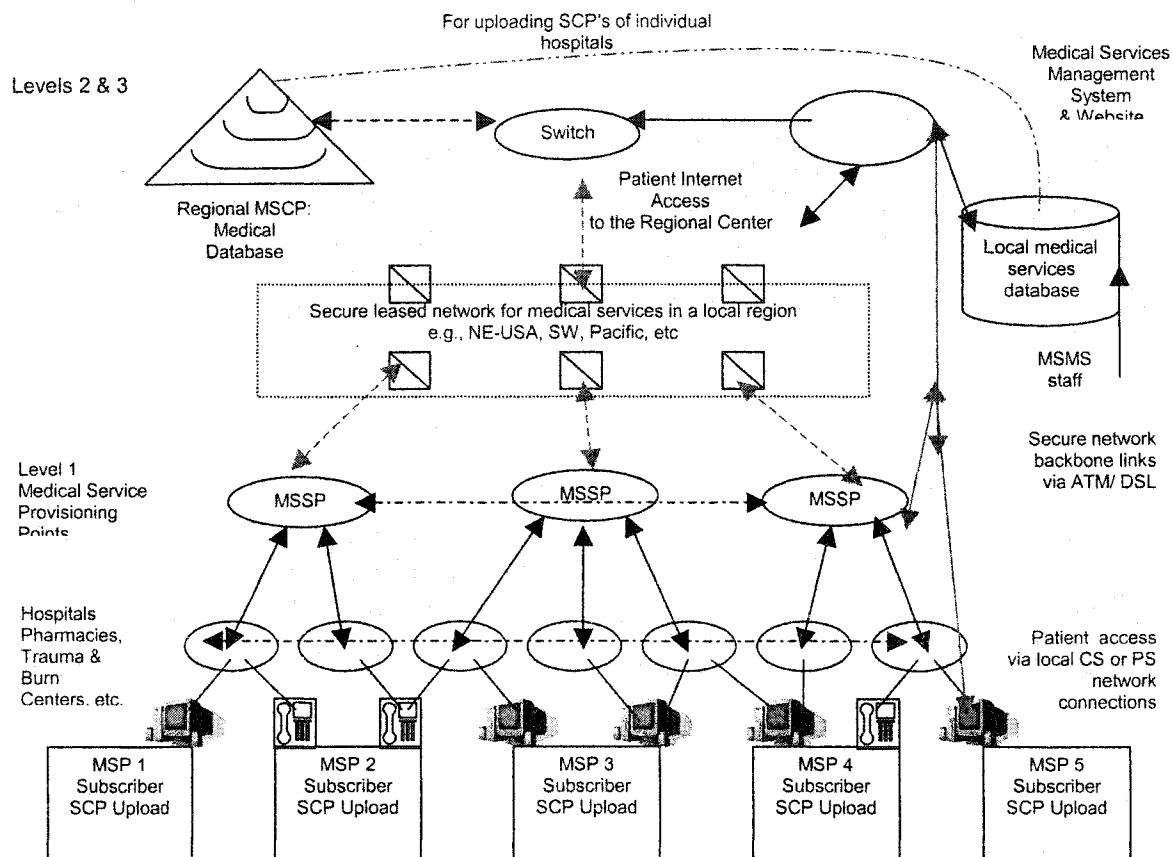 For uploading SCP's of individual
hospitals
Medical Services
Management
System
& Website
Levels 2 & 3
Switch
Regional MSCP:
Medical
Database
Patient Internet
Access
to the Regional Center
Local medical
services
database
Secure leased network for medical services in a local region
e.g., NE-USA, SW, Pacific, etc
MSMS
staff
Secure network
backbone links
via ATM/ DSL
Level 1
Medical Service
Provisioning
Points
MSSP
MSSP
MSSP
Hospitals
Pharmacies,
Trauma &
Burn
Centers, etc.
Patient access
via local CS or PS
network
connections
MSP 1
Subscriber
SCP Upload
MSP 2
Subscriber
SCP Upload
MSP 3
Subscriber
SCP Upload
MSP 4
Subscriber
SCP Upload
MSP 5
Subscriber
SCP Upload